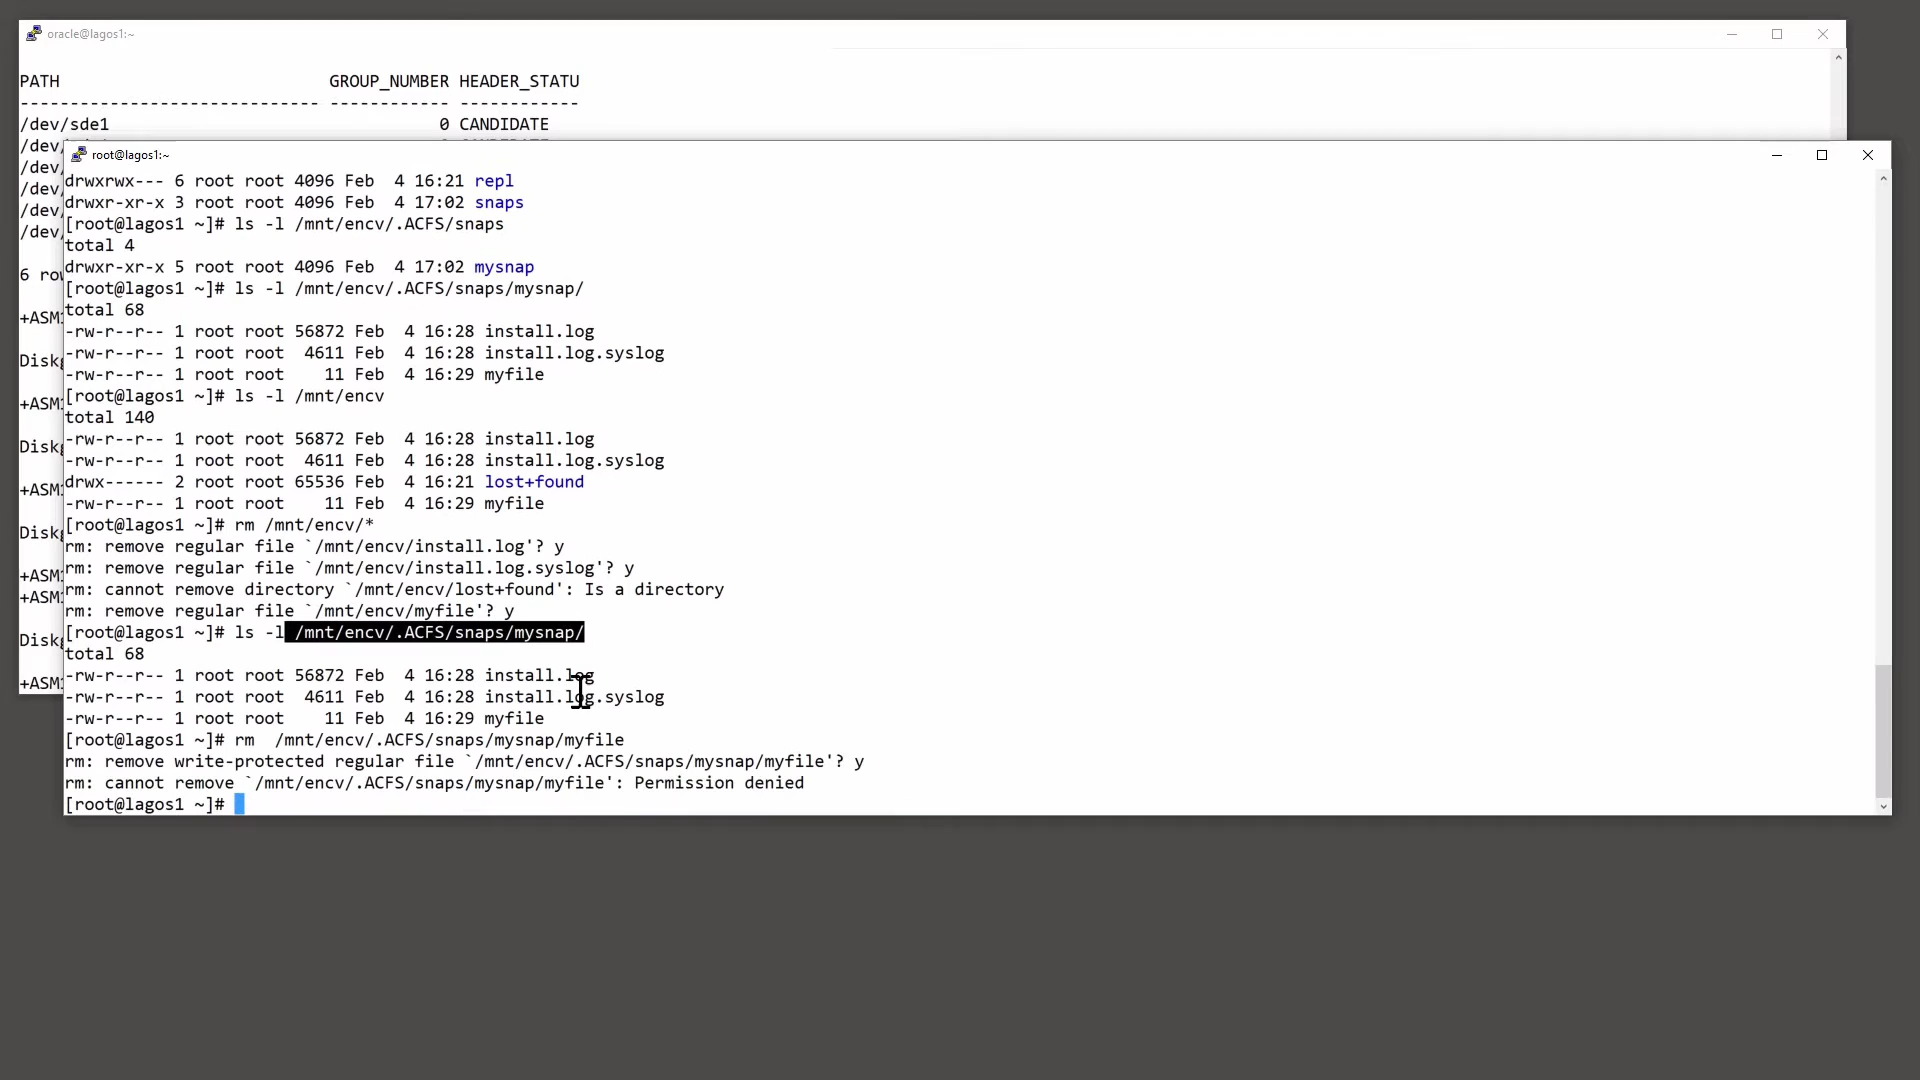 oracle@lagos1:~
PATH                           GROUP_NUMBER HEADER_STATU
------------------------------ ------------ ------------
/dev/sde1                                 0 CANDIDATE
/dev/
/dev/
/dev/
/dev/
/dev/
6 row
+ASM1
Diskg
+ASM1
Diskg
+ASM1
Diskg
+ASM1
+ASM1
Diskg
+ASM1
root@lagos1:~
drwxrwx--- 6 root root 4096 Feb  4 16:21 repl
drwxr-xr-x 3 root root 4096 Feb  4 17:02 snaps
[root@lagos1 ~]# ls -l /mnt/encv/.ACFS/snaps
total 4
drwxr-xr-x 5 root root 4096 Feb  4 17:02 mysnap
[root@lagos1 ~]# ls -l /mnt/encv/.ACFS/snaps/mysnap/
total 68
-rw-r--r-- 1 root root 56872 Feb  4 16:28 install.log
-rw-r--r-- 1 root root  4611 Feb  4 16:28 install.log.syslog
-rw-r--r-- 1 root root    11 Feb  4 16:29 myfile
[root@lagos1 ~]# ls -l /mnt/encv
total 140
-rw-r--r-- 1 root root 56872 Feb  4 16:28 install.log
-rw-r--r-- 1 root root  4611 Feb  4 16:28 install.log.syslog
drwx------ 2 root root 65536 Feb  4 16:21 lost+found
-rw-r--r-- 1 root root    11 Feb  4 16:29 myfile
[root@lagos1 ~]# rm /mnt/encv/*
rm: remove regular file `/mnt/encv/install.log'? y
rm: remove regular file `/mnt/encv/install.log.syslog'? y
rm: cannot remove directory `/mnt/encv/lost+found': Is a directory
rm: remove regular file `/mnt/encv/myfile'? y
[root@lagos1 ~]# ls -l /mnt/encv/.ACFS/snaps/mysnap/
total 68
-rw-r--r-- 1 root root 56872 Feb  4 16:28 install.log
-rw-r--r-- 1 root root  4611 Feb  4 16:28 install.log.syslog
-rw-r--r-- 1 root root    11 Feb  4 16:29 myfile
[root@lagos1 ~]# rm  /mnt/encv/.ACFS/snaps/mysnap/myfile
rm: remove write-protected regular file `/mnt/encv/.ACFS/snaps/mysnap/myfile'? y
rm: cannot remove `/mnt/encv/.ACFS/snaps/mysnap/myfile': Permission denied
[root@lagos1 ~]#